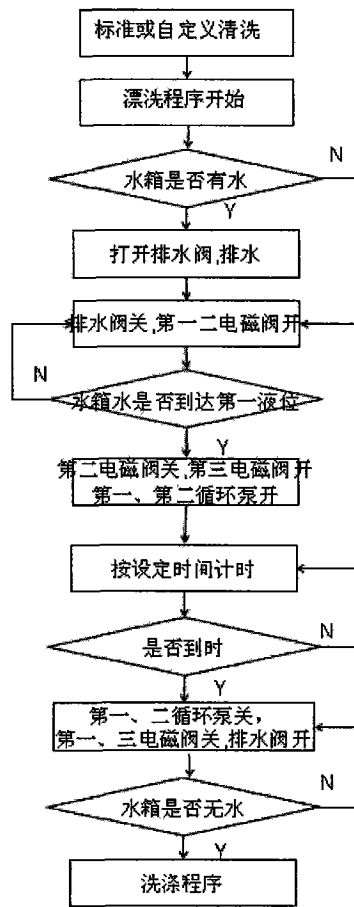 标准或自定义清洗
漂洗程序开始
水箱是否有水
N
Y
打开排水阀,排水
排水阀关,第一二电磁阀开
N
水箱水是否到达第一液位
Y
第二电磁阀关,第三电磁阀开
第一、第二循环泵开
按设定时间计时
是否到时
N
Y
第一、二循环泵关，
第一、三电磁阀关,排水阀开
水箱是否无水
N
Y
洗涤程序